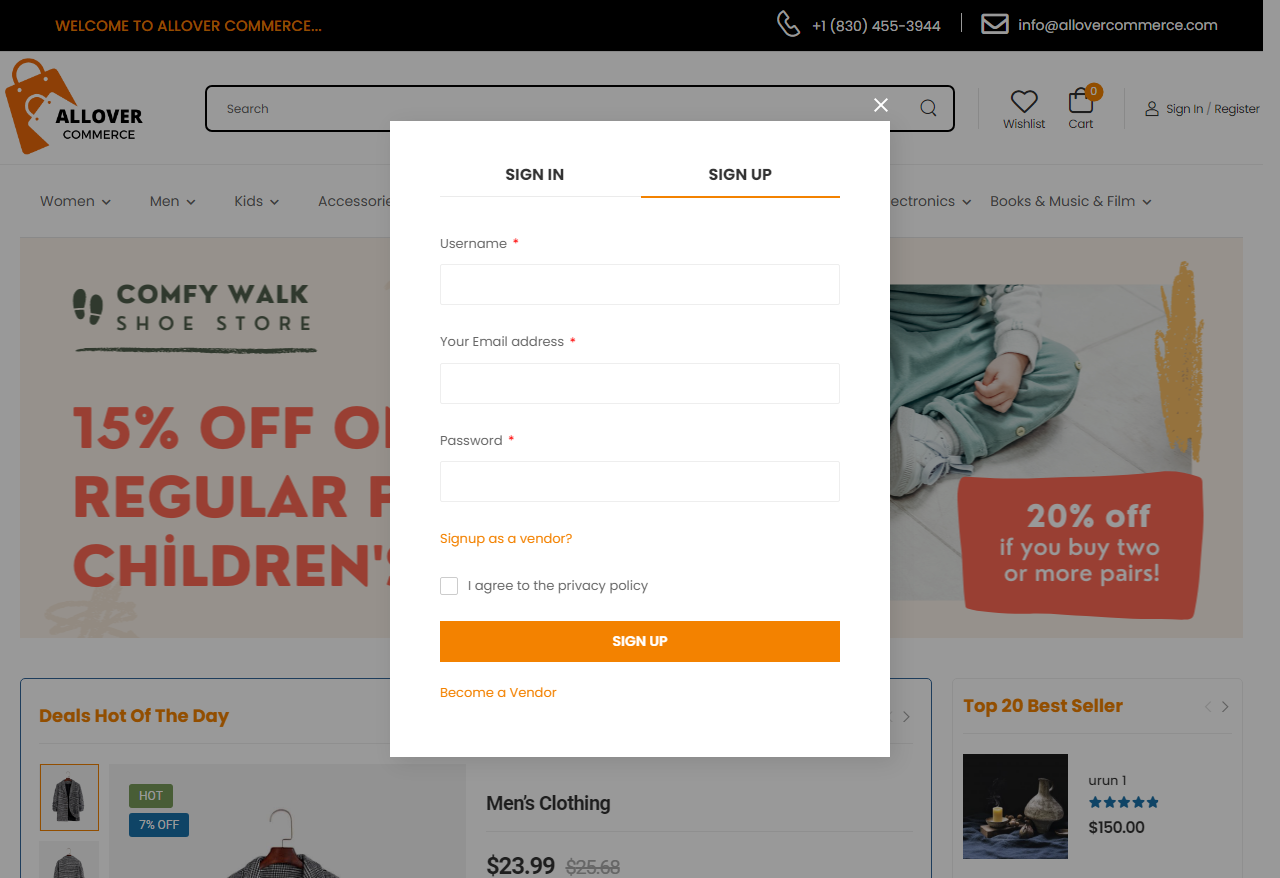 WELCOME TO ALLOVER COMMERCE...
+1 (830) 455-3944
info@allovercommerce.com
ALLOVER
COMMERCE
Search
Wishlist
0
Cart
Sign In / Register
Women
Men
Kids
Accessorie
ectronics
Books & Music & Film
SIGN IN
SIGN UP
Username *
Your Email address *
Password *
Signup as a vendor?
I agree to the privacy policy
SIGN UP
Become a Vendor
COMFY WALK
SHOE STORE
15% OFF O
REGULAR
CHİLDREN'
20% off
if you buy two
or more pairs!
Deals Hot Of The Day
HOT
7% OFF
Men's Clothing
$23.99 $25.68
Top 20 Best Seller
urun 1
$150.00